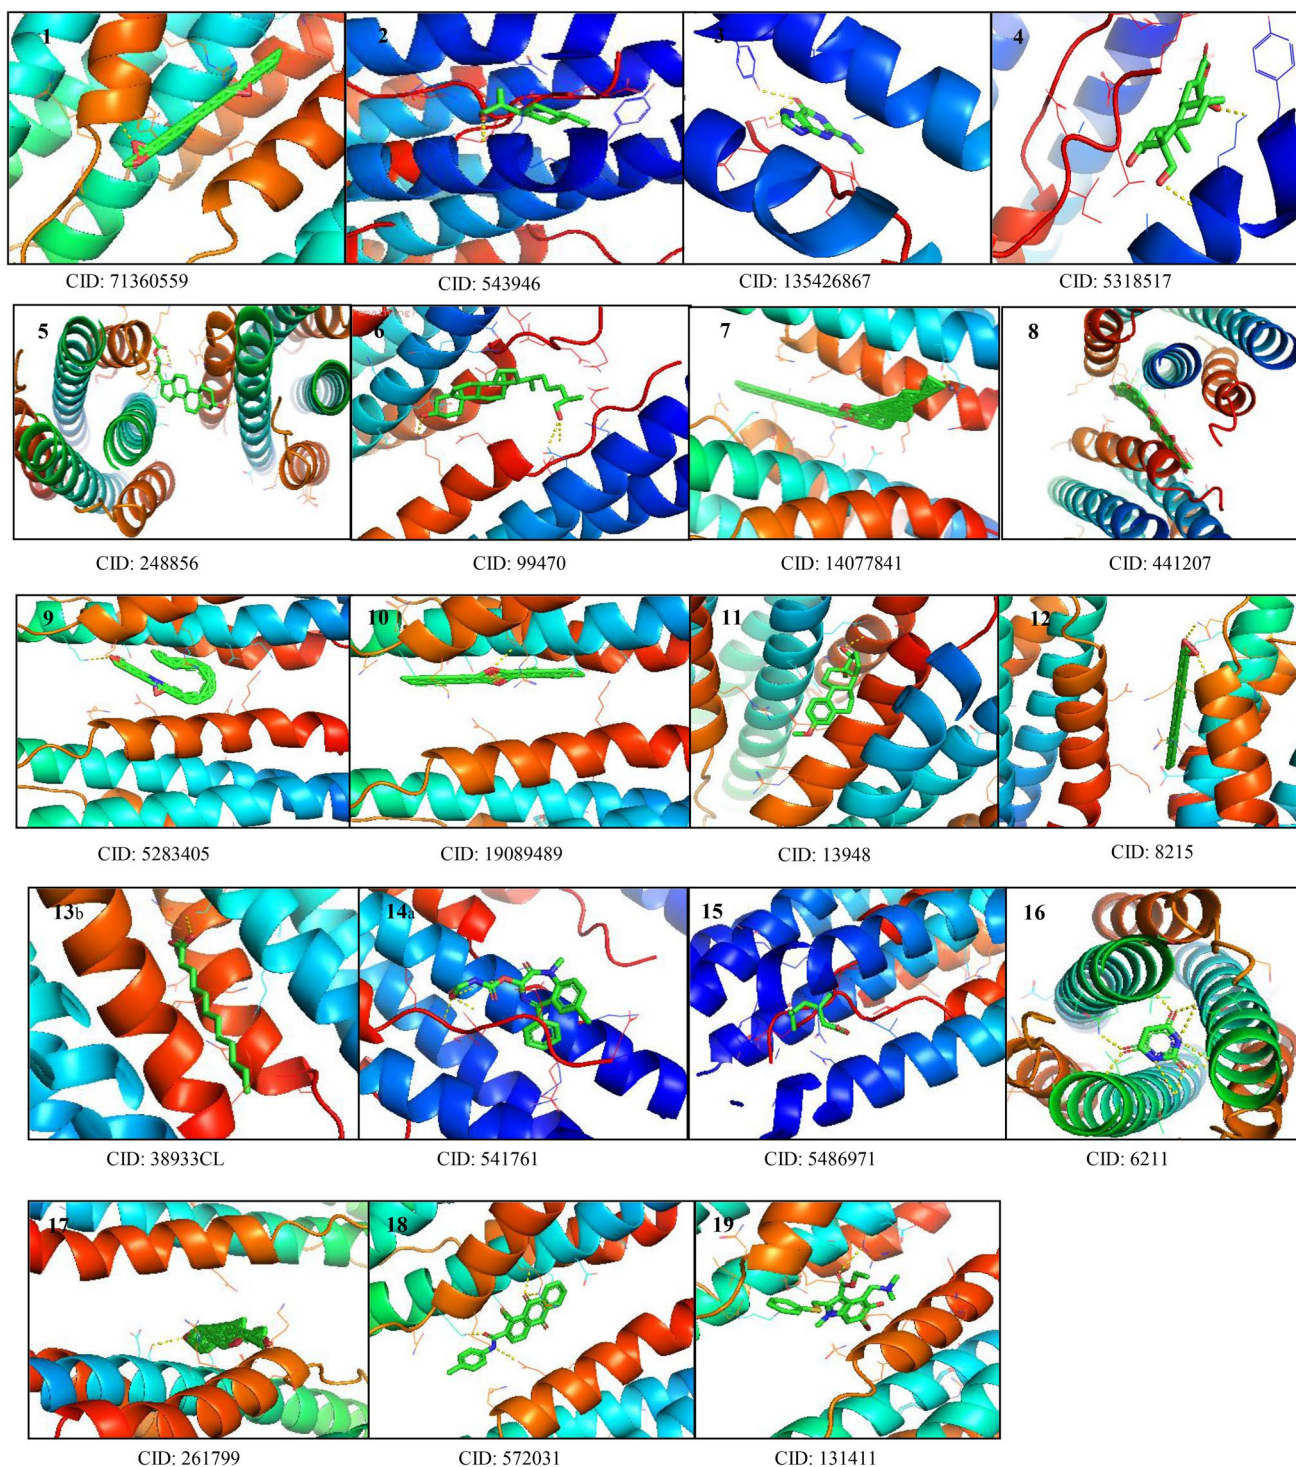 1 2 3 4
CID: 71360559 CID: 543946 CID: 135426867 CID: 5318517
5 6 7 8
CID: 248856 CID: 99470 CID: 14077841 CID: 441207
9 10 11 12
CID: 5283405 CID: 19089489 CID: 13948 CID: 8215
13b 14a 15 16
CID: 38933CL CID: 541761 CID: 5486971 CID: 6211
17 18 19
CID: 261799 CID: 572031 CID: 131411